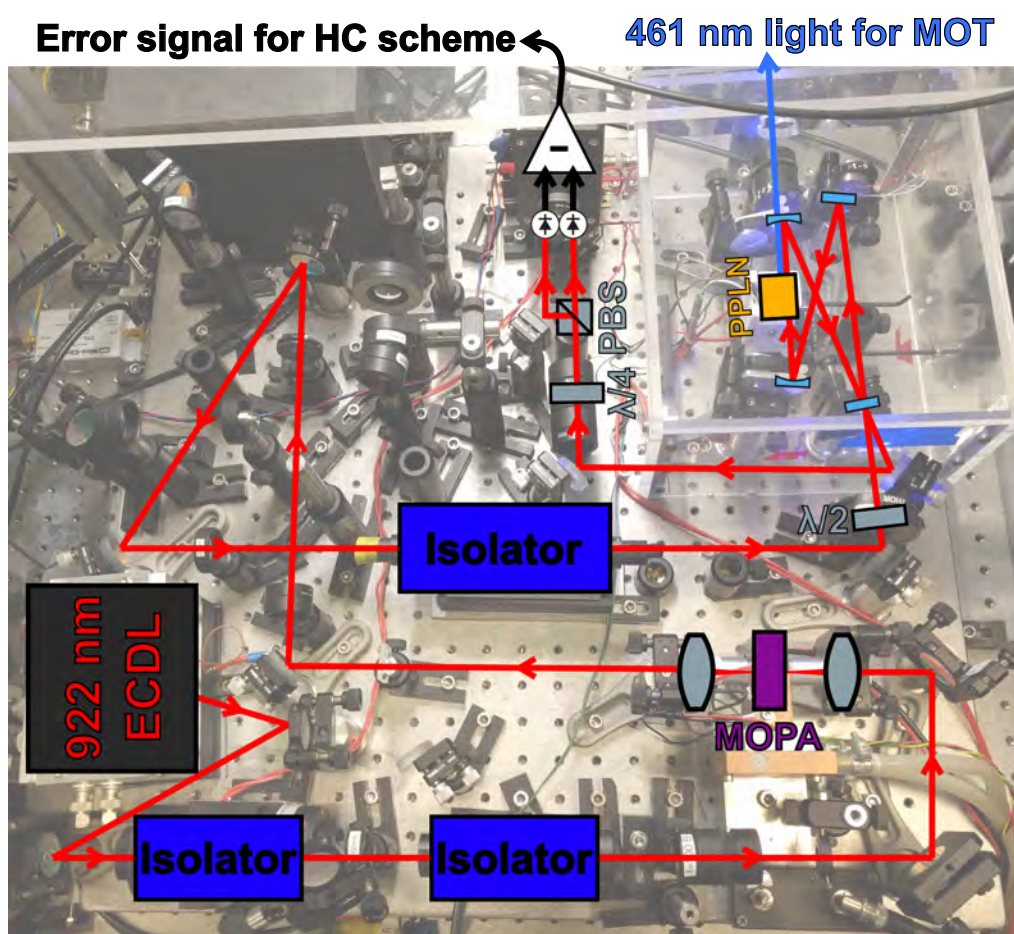 Error signal for HC scheme
461 nm light for MOT
PPLN
λ/4 PBS
λ/2
Isolator
922 nm
ECDL
MOPA
Isolator
Isolator